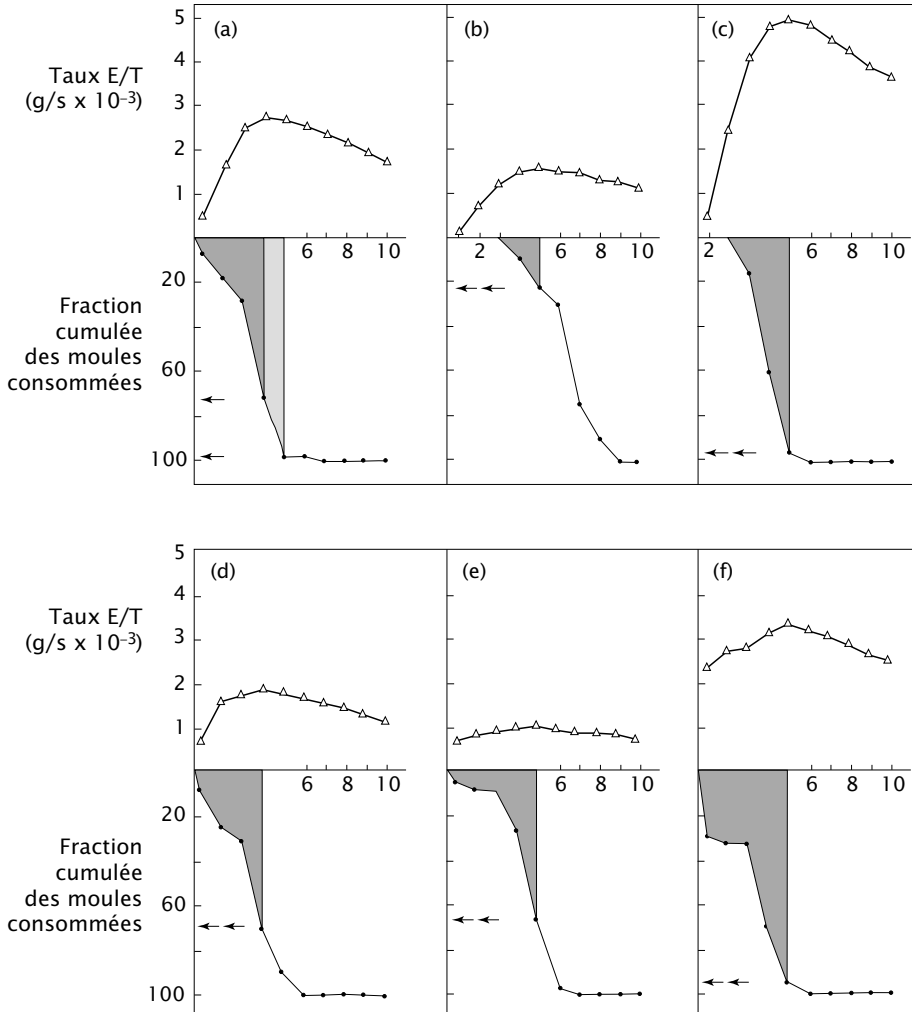 (a) (b) (c)
5
4
3
2
1
Taux E/T
(g/s x 10⁻³)
6 8 10
2 4 6 8 10
2 4 6 8 10
20
60
100
Fraction
cumulée
des moules
consommées
(d) (e) (f)
5
4
3
2
1
Taux E/T
(g/s x 10⁻³)
6 8 10
6 8 10
6 8 10
20
60
100
Fraction
cumulée
des moules
consommées